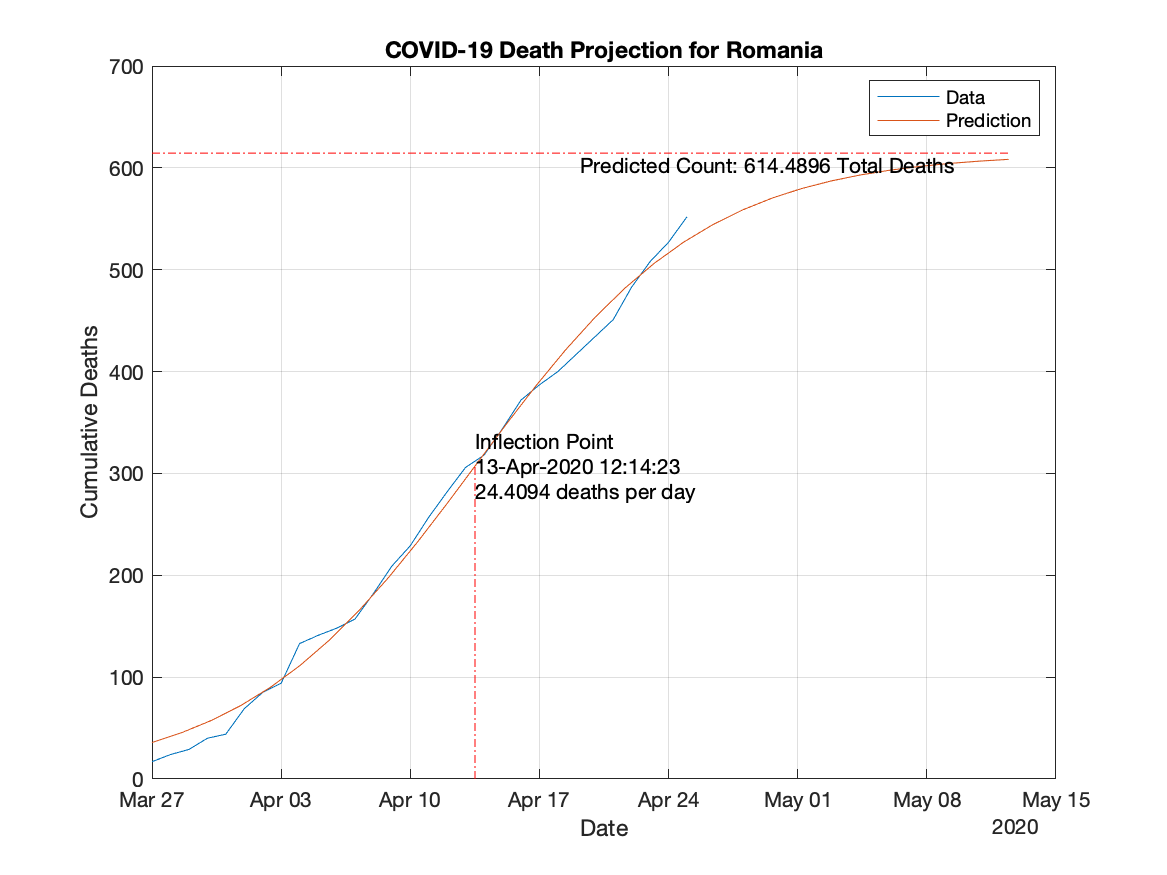 COVID-19 Death Projection for Romania
700
600
500
400
300
200
100
0
Cumulative Deaths
Data
Prediction
Predicted Count: 614.4896 Total Deaths
Inflection Point
13-Apr-2020 12:14:23
24.4094 deaths per day
Mar 27 Apr 03 Apr 10 Apr 17 Apr 24 May 01 May 08 May 15
Date
2020